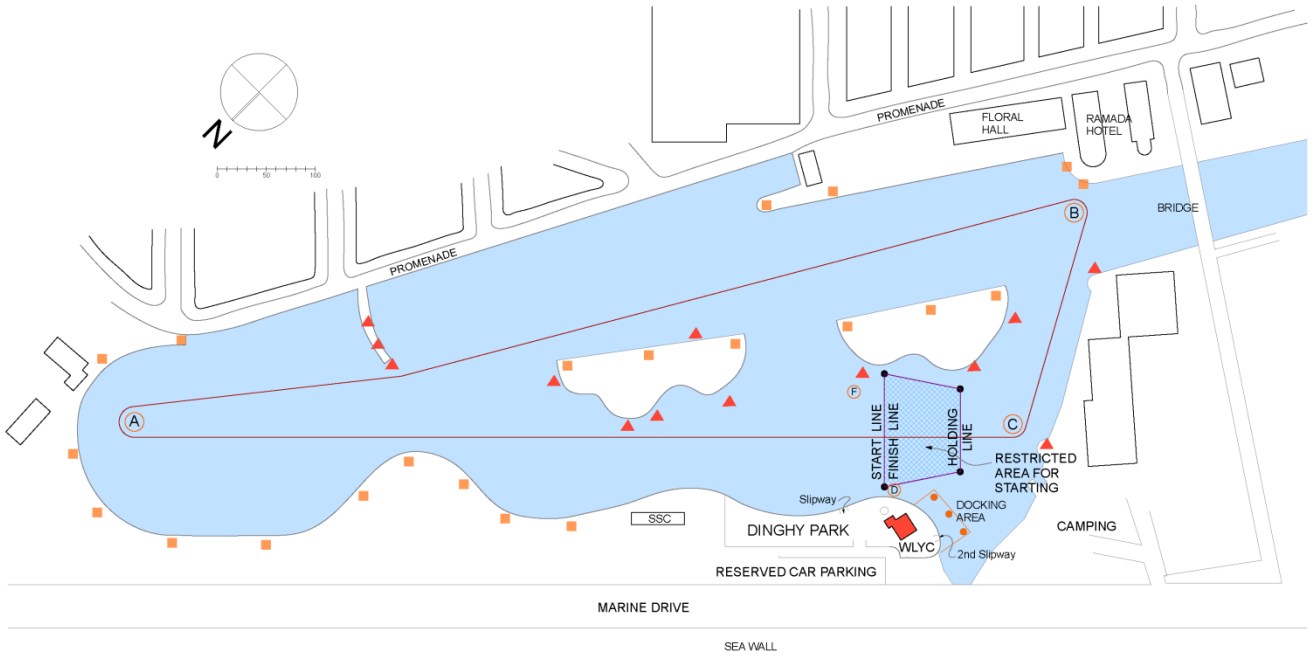 PROMENADE
FLORAL
HALL
RAMADA
HOTEL
N
0 50 100
B
BRIDGE
PROMENADE
A
F
C
START LINE
FINISH LINE
HOLDING
LINE
RESTRICTED
AREA FOR
STARTING
D
Slipway
DOCKING
AREA
SSC
DINGHY PARK
WLYC
2nd Slipway
CAMPING
RESERVED CAR PARKING
MARINE DRIVE
SEA WALL